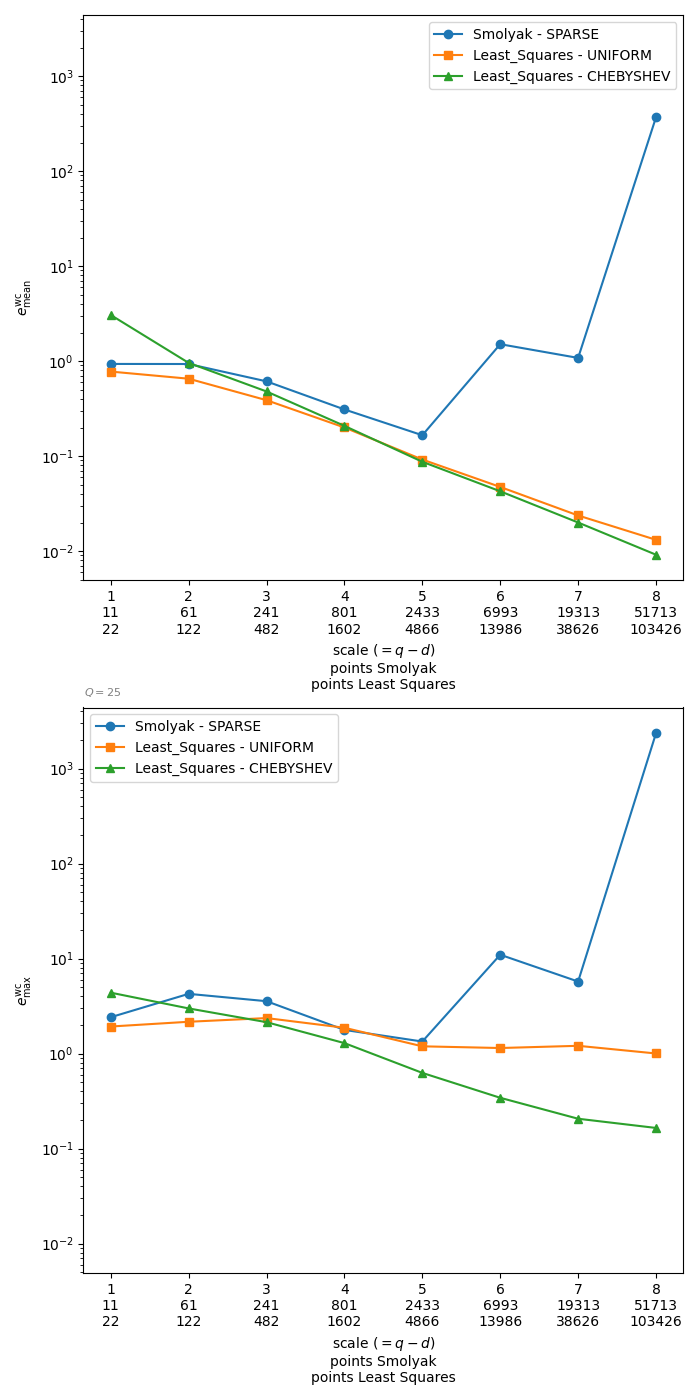 Smolyak - SPARSE
Least_Squares - UNIFORM
Least_Squares - CHEBYSHEV
10³
10²
10¹
10⁰
10⁻¹
10⁻²
e_mean^wc
1 2 3 4 5 6 7 8
11 61 241 801 2433 6993 19313 51713
22 122 482 1602 4866 13986 38626 103426
scale (= q − d)
points Smolyak
points Least Squares
Q = 25
Smolyak - SPARSE
Least_Squares - UNIFORM
Least_Squares - CHEBYSHEV
10³
10²
10¹
10⁰
10⁻¹
10⁻²
e_max^wc
1 2 3 4 5 6 7 8
11 61 241 801 2433 6993 19313 51713
22 122 482 1602 4866 13986 38626 103426
scale (= q − d)
points Smolyak
points Least Squares